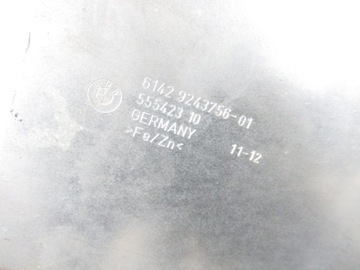 6142 9243756-01
555423 10
GERMANY
>Fe/Zn< 11-12